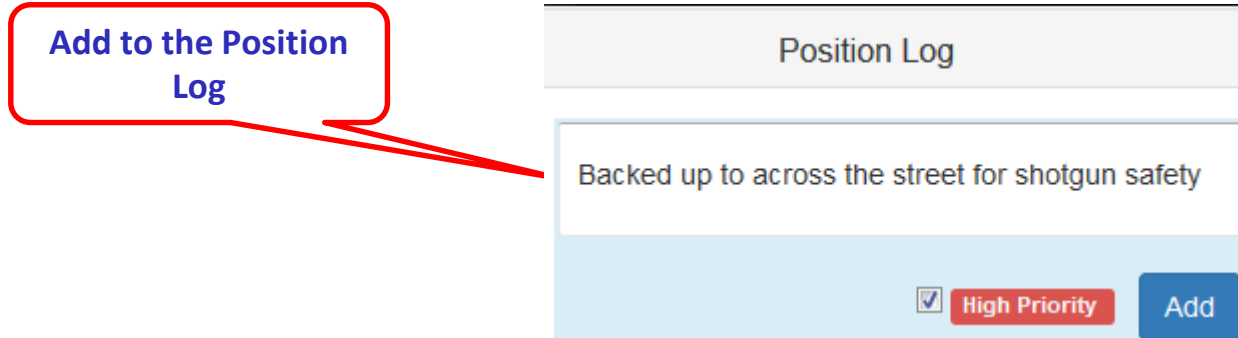 Add to the Position
Log
Position Log
Backed up to across the street for shotgun safety
High Priority
Add